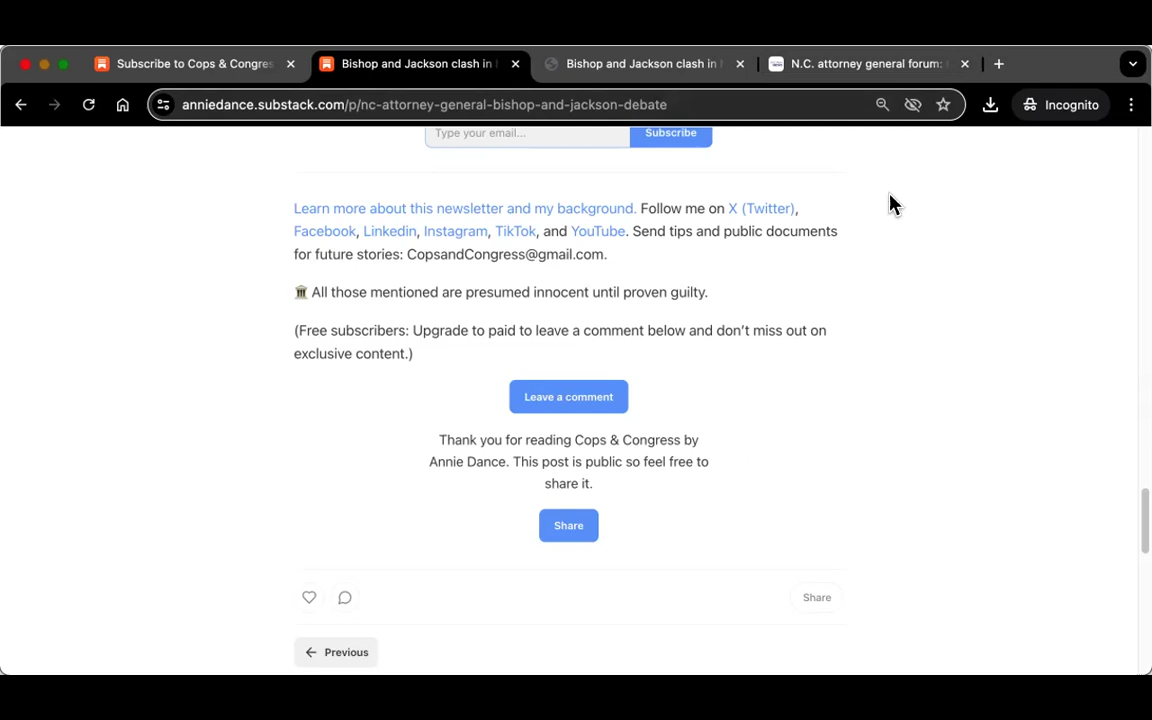 Subscribe to Cops & Congres
Bishop and Jackson clash in
Bishop and Jackson clash in
N.C. attorney general forum:
anniedance.substack.com/p/nc-attorney-general-bishop-and-jackson-debate
Incognito
Type your email...
Subscribe
Learn more about this newsletter and my background. Follow me on X (Twitter),
Facebook, Linkedin, Instagram, TikTok, and YouTube. Send tips and public documents
for future stories: CopsandCongress@gmail.com.
🏛️ All those mentioned are presumed innocent until proven guilty.
(Free subscribers: Upgrade to paid to leave a comment below and don’t miss out on
exclusive content.)
Leave a comment
Thank you for reading Cops & Congress by
Annie Dance. This post is public so feel free to
share it.
Share
Share
Previous